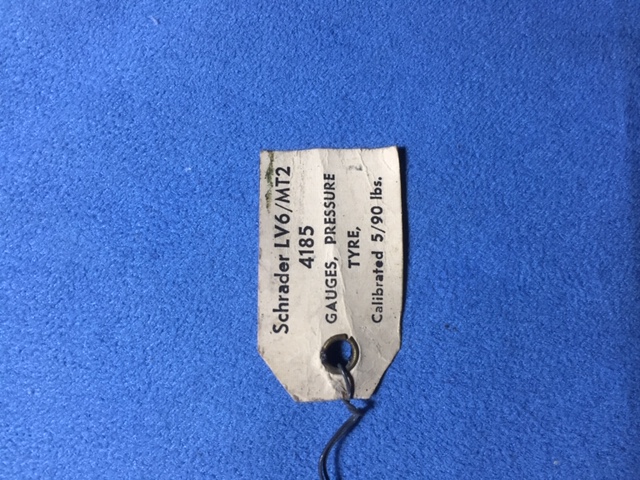 Schrader LV6/MT2
4185
GAUGES, PRESSURE
TYRE,
Calibrated 5/90 lbs.